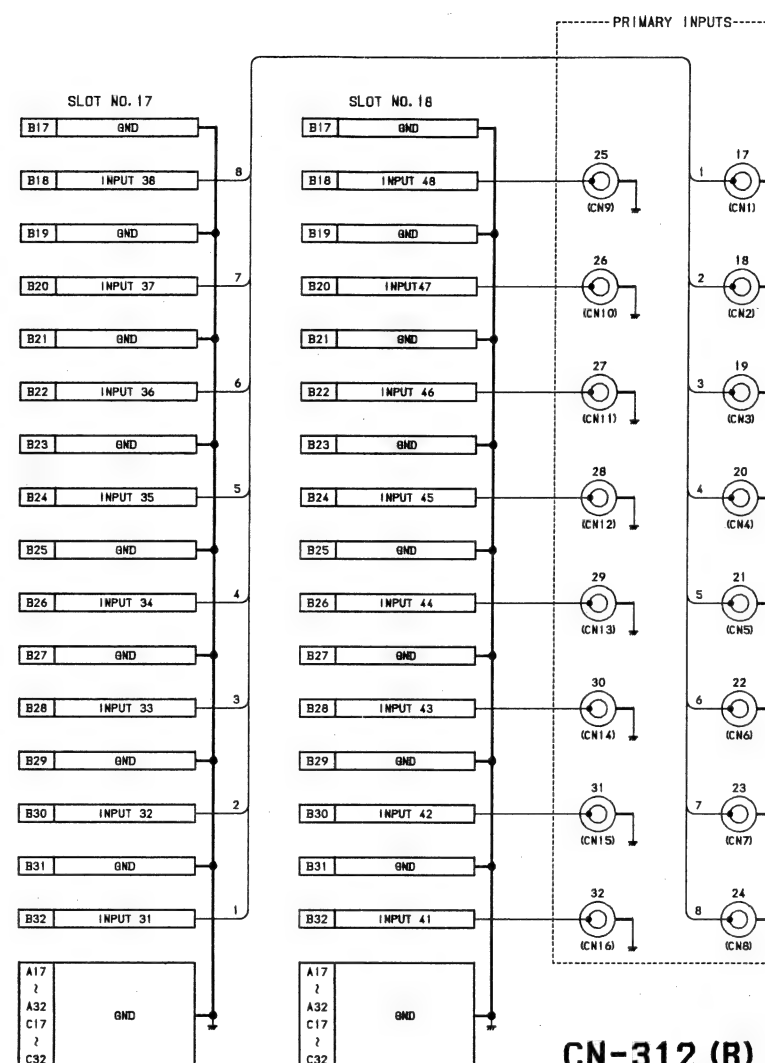 PRIMARY INPUTS
SLOT NO. 17
B17 GND
B18 INPUT 38 8
B19 GND
B20 INPUT 37 7
B21 GND
B22 INPUT 36 6
B23 GND
B24 INPUT 35 5
B25 GND
B26 INPUT 34 4
B27 GND
B28 INPUT 33 3
B29 GND
B30 INPUT 32 2
B31 GND
B32 INPUT 31 1
A17
~
A32
C17
~
C32
GND
SLOT NO. 18
B17 GND
B18 INPUT 48
B19 GND
B20 INPUT47
B21 GND
B22 INPUT 46
B23 GND
B24 INPUT 45
B25 GND
B26 INPUT 44
B27 GND
B28 INPUT 43
B29 GND
B30 INPUT 42
B31 GND
B32 INPUT 41
A17
~
A32
C17
~
C32
GND
25
(CN9)
26
(CN10)
27
(CN11)
28
(CN12)
29
(CN13)
30
(CN14)
31
(CN15)
32
(CN16)
1 17
(CN1)
2 18
(CN2)
3 19
(CN3)
4 20
(CN4)
5 21
(CN5)
6 22
(CN6)
7 23
(CN7)
8 24
(CN8)
CN-312 (B)